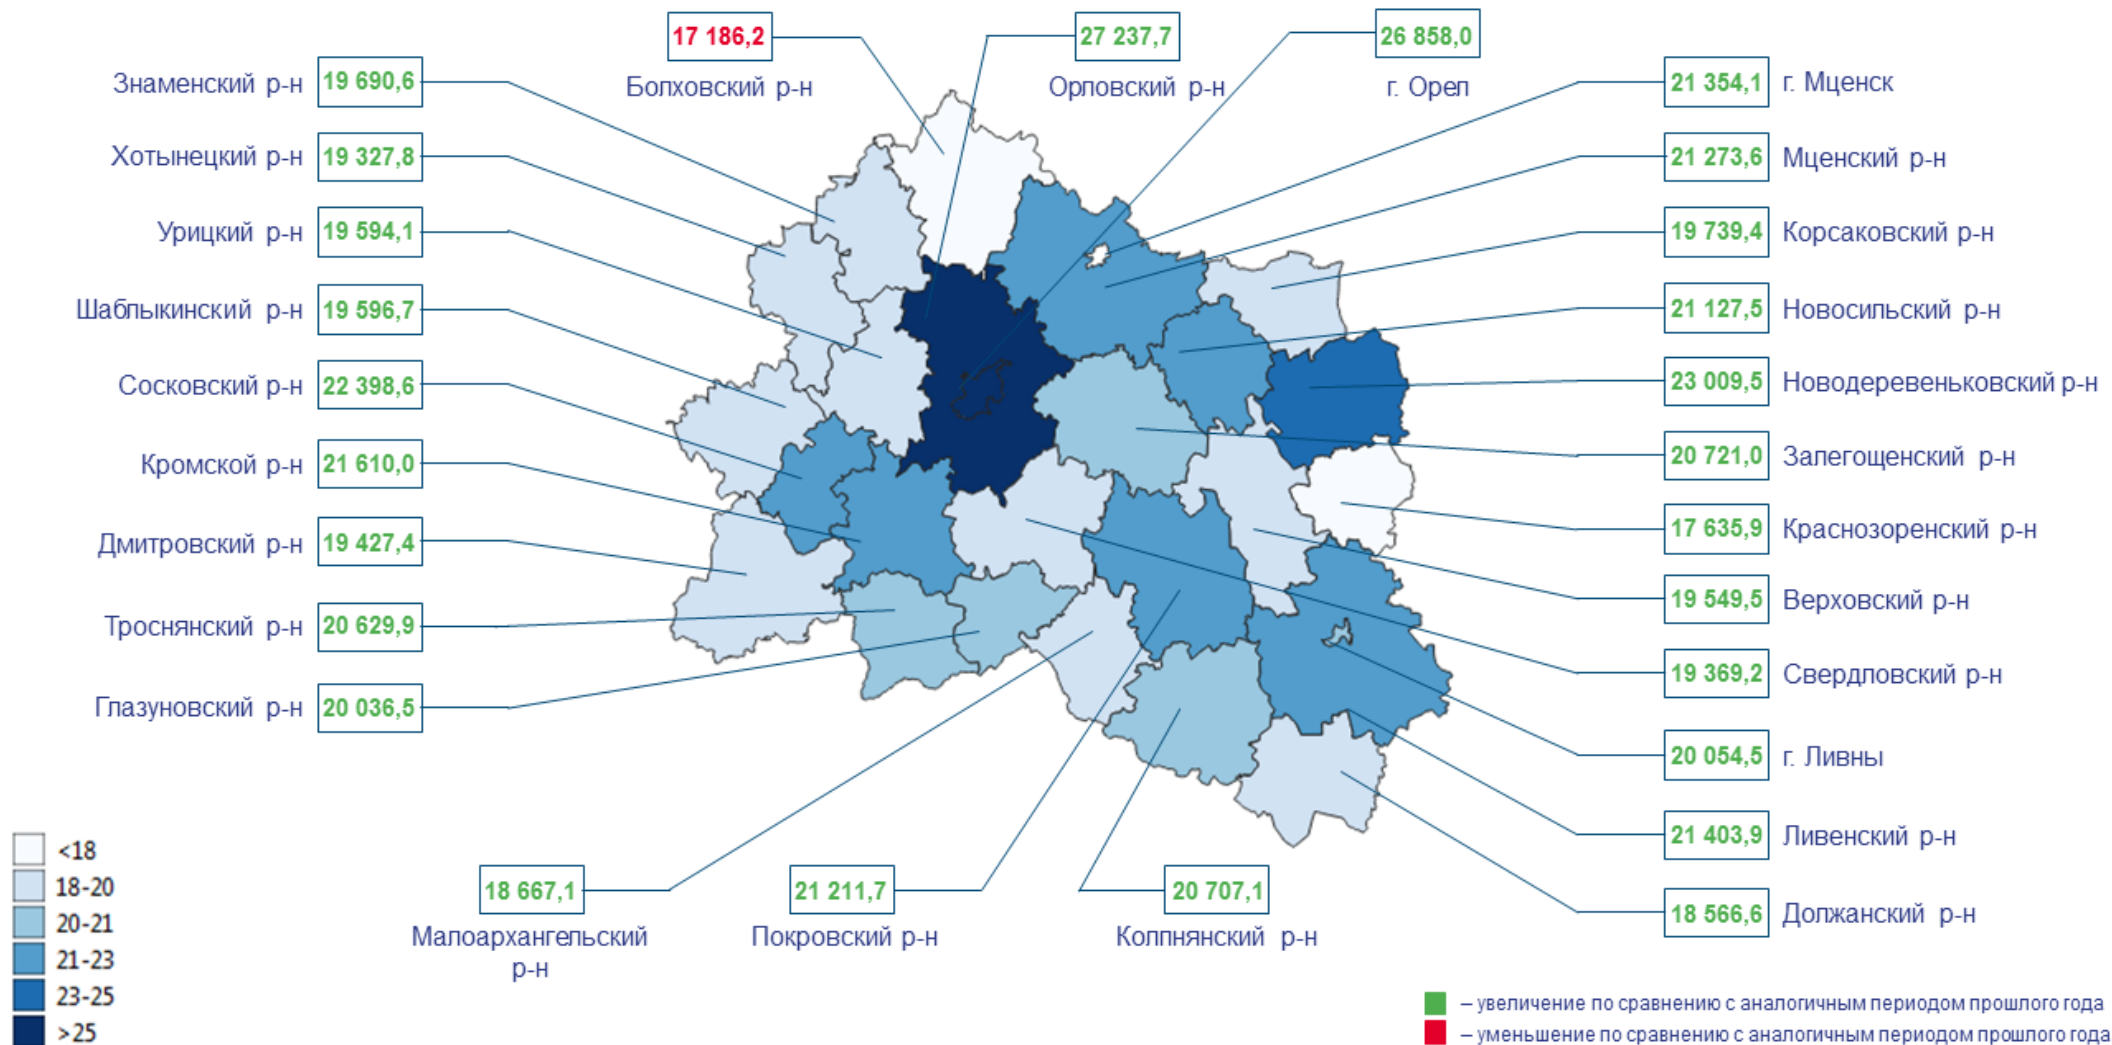 17 186,2
Болховский р-н
27 237,7
Орловский р-н
26 858,0
г. Орел
Знаменский р-н 19 690,6
Хотынецкий р-н 19 327,8
Урицкий р-н 19 594,1
Шаблыкинский р-н 19 596,7
Сосковский р-н 22 398,6
Кромской р-н 21 610,0
Дмитровский р-н 19 427,4
Троснянский р-н 20 629,9
Глазуновский р-н 20 036,5
21 354,1 г. Мценск
21 273,6 Мценский р-н
19 739,4 Корсаковский р-н
21 127,5 Новосильский р-н
23 009,5 Новодеревеньковский р-н
20 721,0 Залегощенский р-н
17 635,9 Краснозоренский р-н
19 549,5 Верховский р-н
19 369,2 Свердловский р-н
20 054,5 г. Ливны
21 403,9 Ливенский р-н
18 566,6 Должанский р-н
18 667,1
Малоархангельский
р-н
21 211,7
Покровский р-н
20 707,1
Колпнянский р-н
<18
18-20
20-21
21-23
23-25
>25
– увеличение по сравнению с аналогичным периодом прошлого года
– уменьшение по сравнению с аналогичным периодом прошлого года